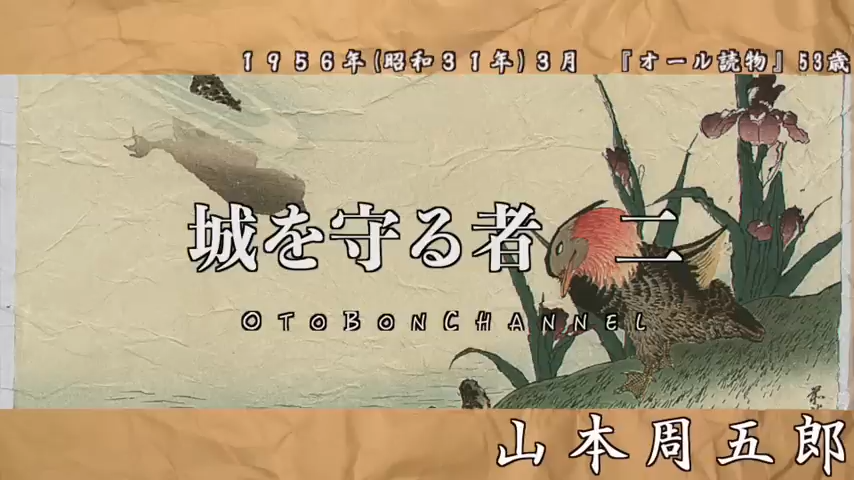 1956年(昭和31年)3月 『オール読物』53歳
城を守る者 二
OTOBONCHANNEL
山本周五郎